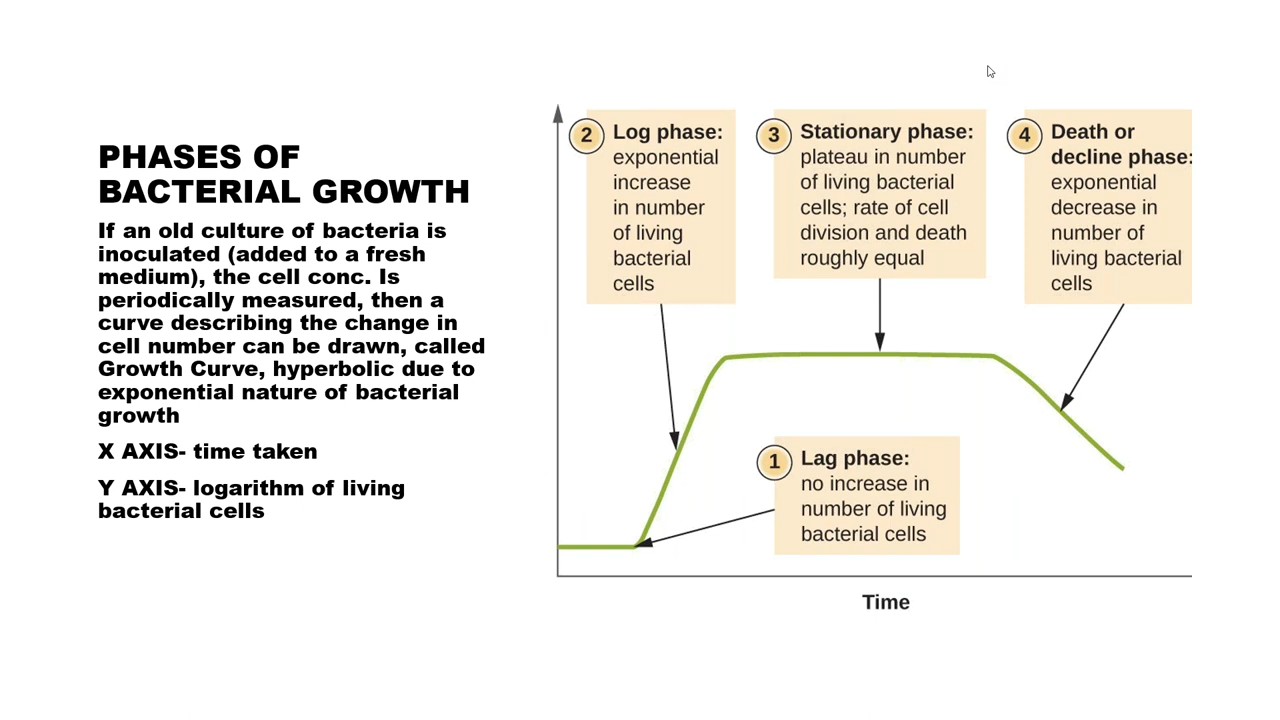 PHASES OF
BACTERIAL GROWTH
If an old culture of bacteria is
inoculated (added to a fresh
medium), the cell conc. Is
periodically measured, then a
curve describing the change in
cell number can be drawn, called
Growth Curve, hyperbolic due to
exponential nature of bacterial
growth
X AXIS- time taken
Y AXIS- logarithm of living
bacterial cells
2
Log phase:
exponential
increase
in number
of living
bacterial
cells
3
Stationary phase:
plateau in number
of living bacterial
cells; rate of cell
division and death
roughly equal
4
Death or
decline phase:
exponential
decrease in
number of
living bacterial
cells
1
Lag phase:
no increase in
number of living
bacterial cells
Time